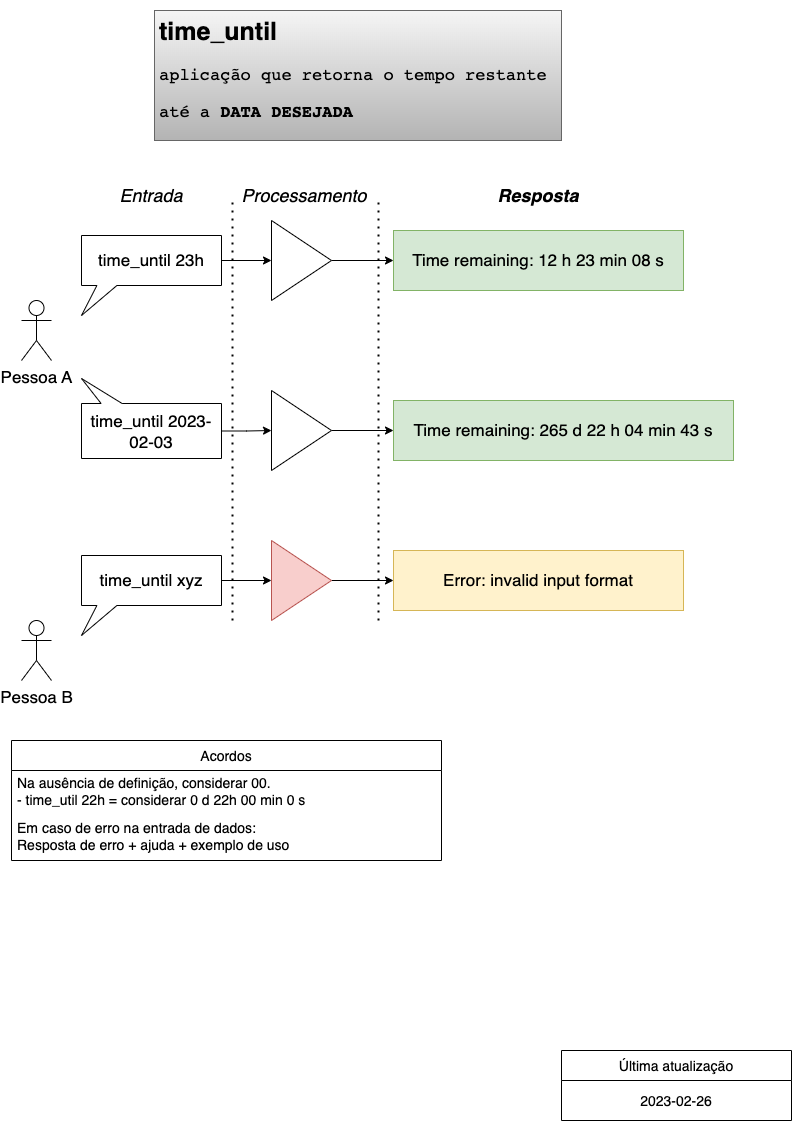 time_until
aplicação que retorna o tempo restante
até a DATA DESEJADA
Entrada
Processamento
Resposta
time_until 23h
Time remaining: 12 h 23 min 08 s
Pessoa A
time_until 2023-
02-03
Time remaining: 265 d 22 h 04 min 43 s
time_until xyz
Error: invalid input format
Pessoa B
Acordos
Na ausência de definição, considerar 00.
- time_util 22h = considerar 0 d 22h 00 min 0 s
Em caso de erro na entrada de dados:
Resposta de erro + ajuda + exemplo de uso
Última atualização
2023-02-26